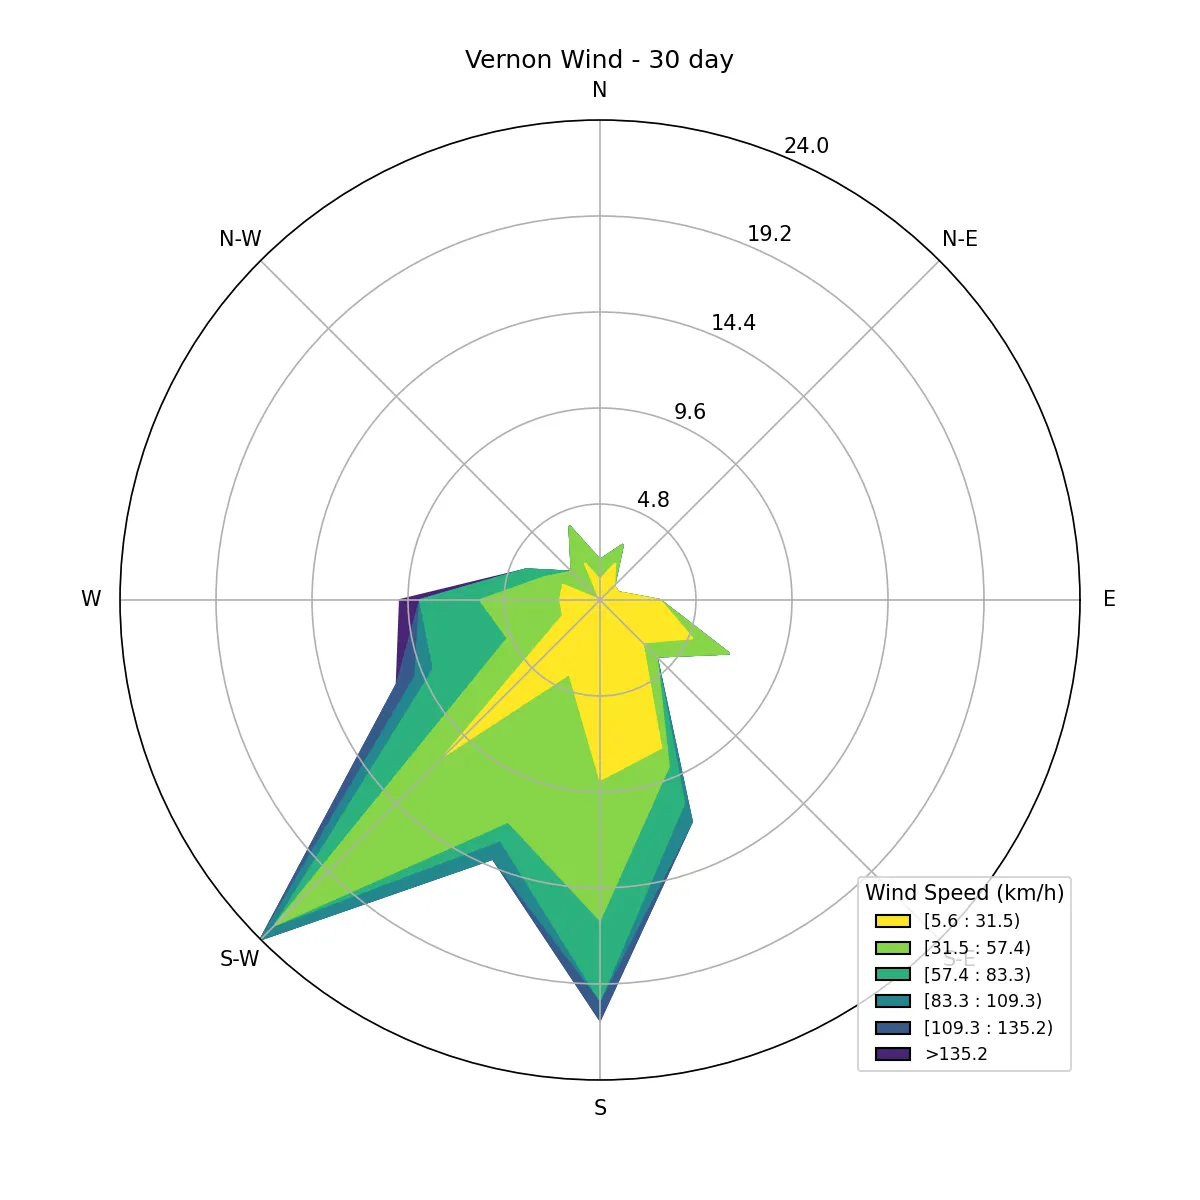 Vernon Wind - 30 day
N
24.0
N-W
19.2
N-E
14.4
9.6
4.8
W
E
Wind Speed (km/h)
[5.6 : 31.5)
[31.5 : 57.4)
S-W
S-E
[57.4 : 83.3)
[83.3 : 109.3)
[109.3 : 135.2)
>135.2
S